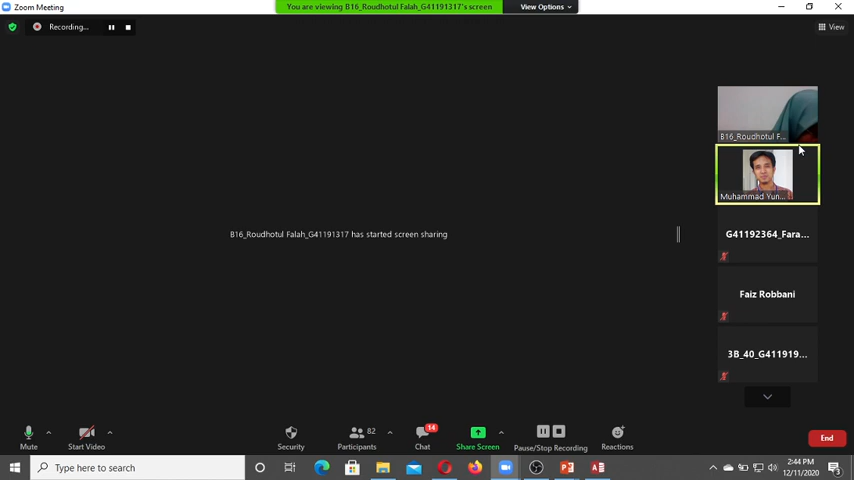 Zoom Meeting
You are viewing B16_Roudhotul Falah_G41191317's screen
View Options
Recording...
View
B16_Roudhotul F...
Muhammad Yun...
B16_Roudhotul Falah_G41191317 has started screen sharing
G41192364_Fara...
Faiz Robbani
3B_40_G411919...
Mute
Start Video
Security
82
Participants
14
Chat
Share Screen
Pause/Stop Recording
Reactions
End
Type here to search
2:44 PM
12/11/2020
3